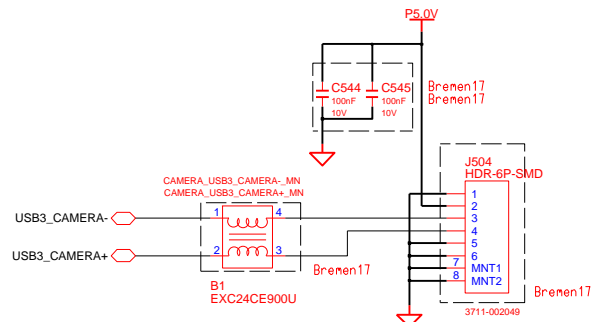 P5.0V
C544
100nF
10V
C545
100nF
10V
Bremen17
Bremen17
J504
HDR-6P-SMD
CAMERA_USB3_CAMERA-_MN
CAMERA_USB3_CAMERA+_MN
USB3_CAMERA-
1
4
USB3_CAMERA+
2
3
B1
EXC24CE900U
Bremen17
1
2
3
4
5
6
7
MNT1
8
MNT2
3711-002049
Bremen17